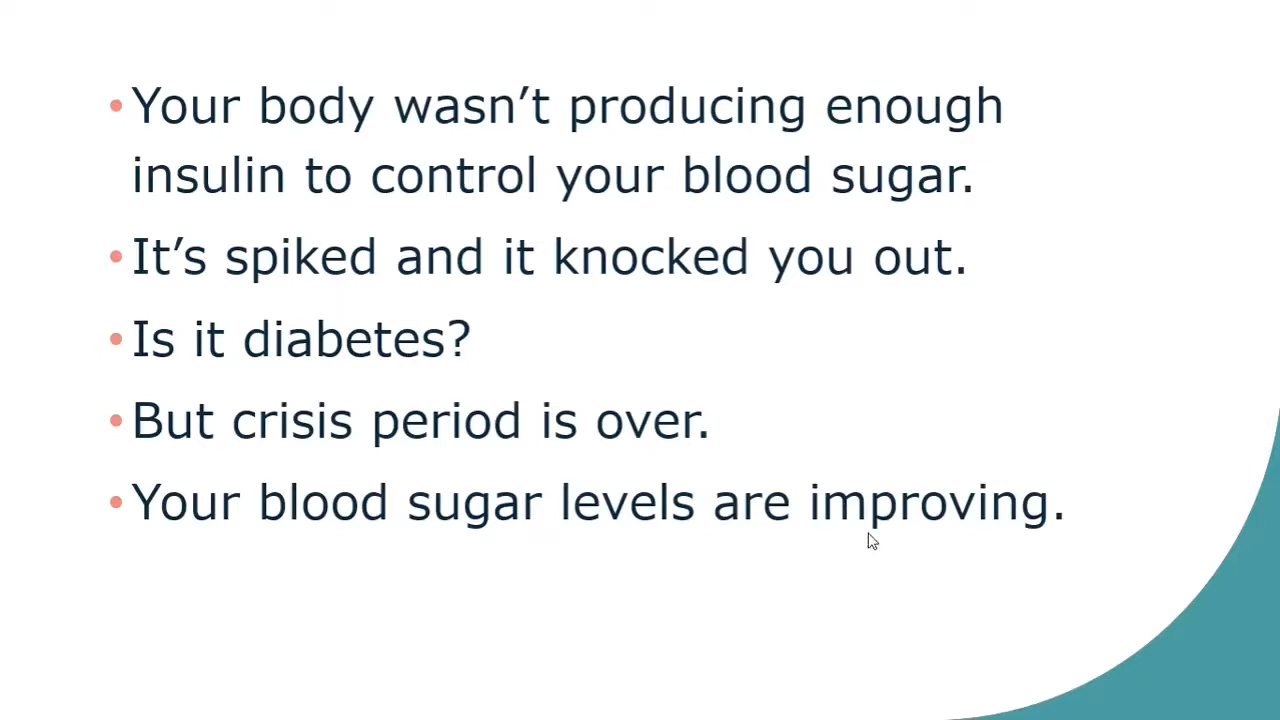 • Your body wasn’t producing enough
insulin to control your blood sugar.
• It’s spiked and it knocked you out.
• Is it diabetes?
• But crisis period is over.
• Your blood sugar levels are improving.